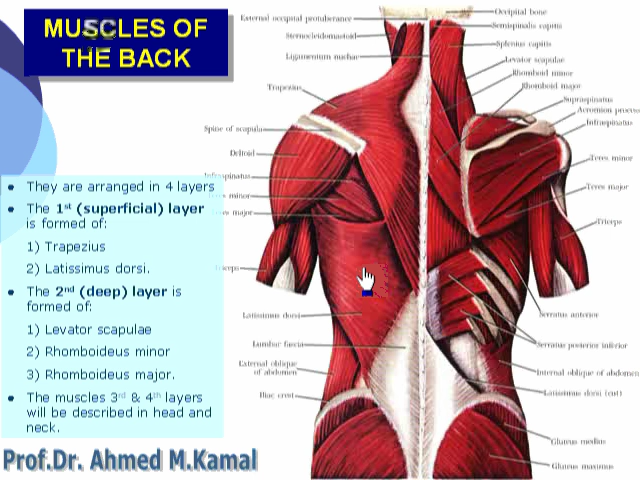 MUSCLES OF
THE BACK
They are arranged in 4 layers
The 1st (superficial) layer
is formed of:
1) Trapezius
2) Latissimus dorsi.
The 2nd (deep) layer is
formed of:
1) Levator scapulae
2) Rhomboideus minor
3) Rhomboideus major.
The muscles 3rd & 4th layers
will be described in head and
neck.
Prof.Dr. Ahmed M.Kamal
External occipital protuberance
Sternocleidomastoid
Ligamentum nuchae
Trapezius
Spine of scapula
Deltoid
Infraspinatus
minor
major
Latissimus dorsi
Lumbar fascia
External oblique
of abdomen
Iliac crest
Occipital bone
Semispinalis capitis
Splenius capitis
Levator scapulae
Rhomboid minor
Rhomboid major
Supraspinatus
Acromion process
Infraspinatus
Teres minor
Teres major
Triceps
Serratus anterior
Serratus posterior inferior
Internal oblique of abdomen
Latissimus dorsi (cut)
Gluteus medius
Gluteus maximus